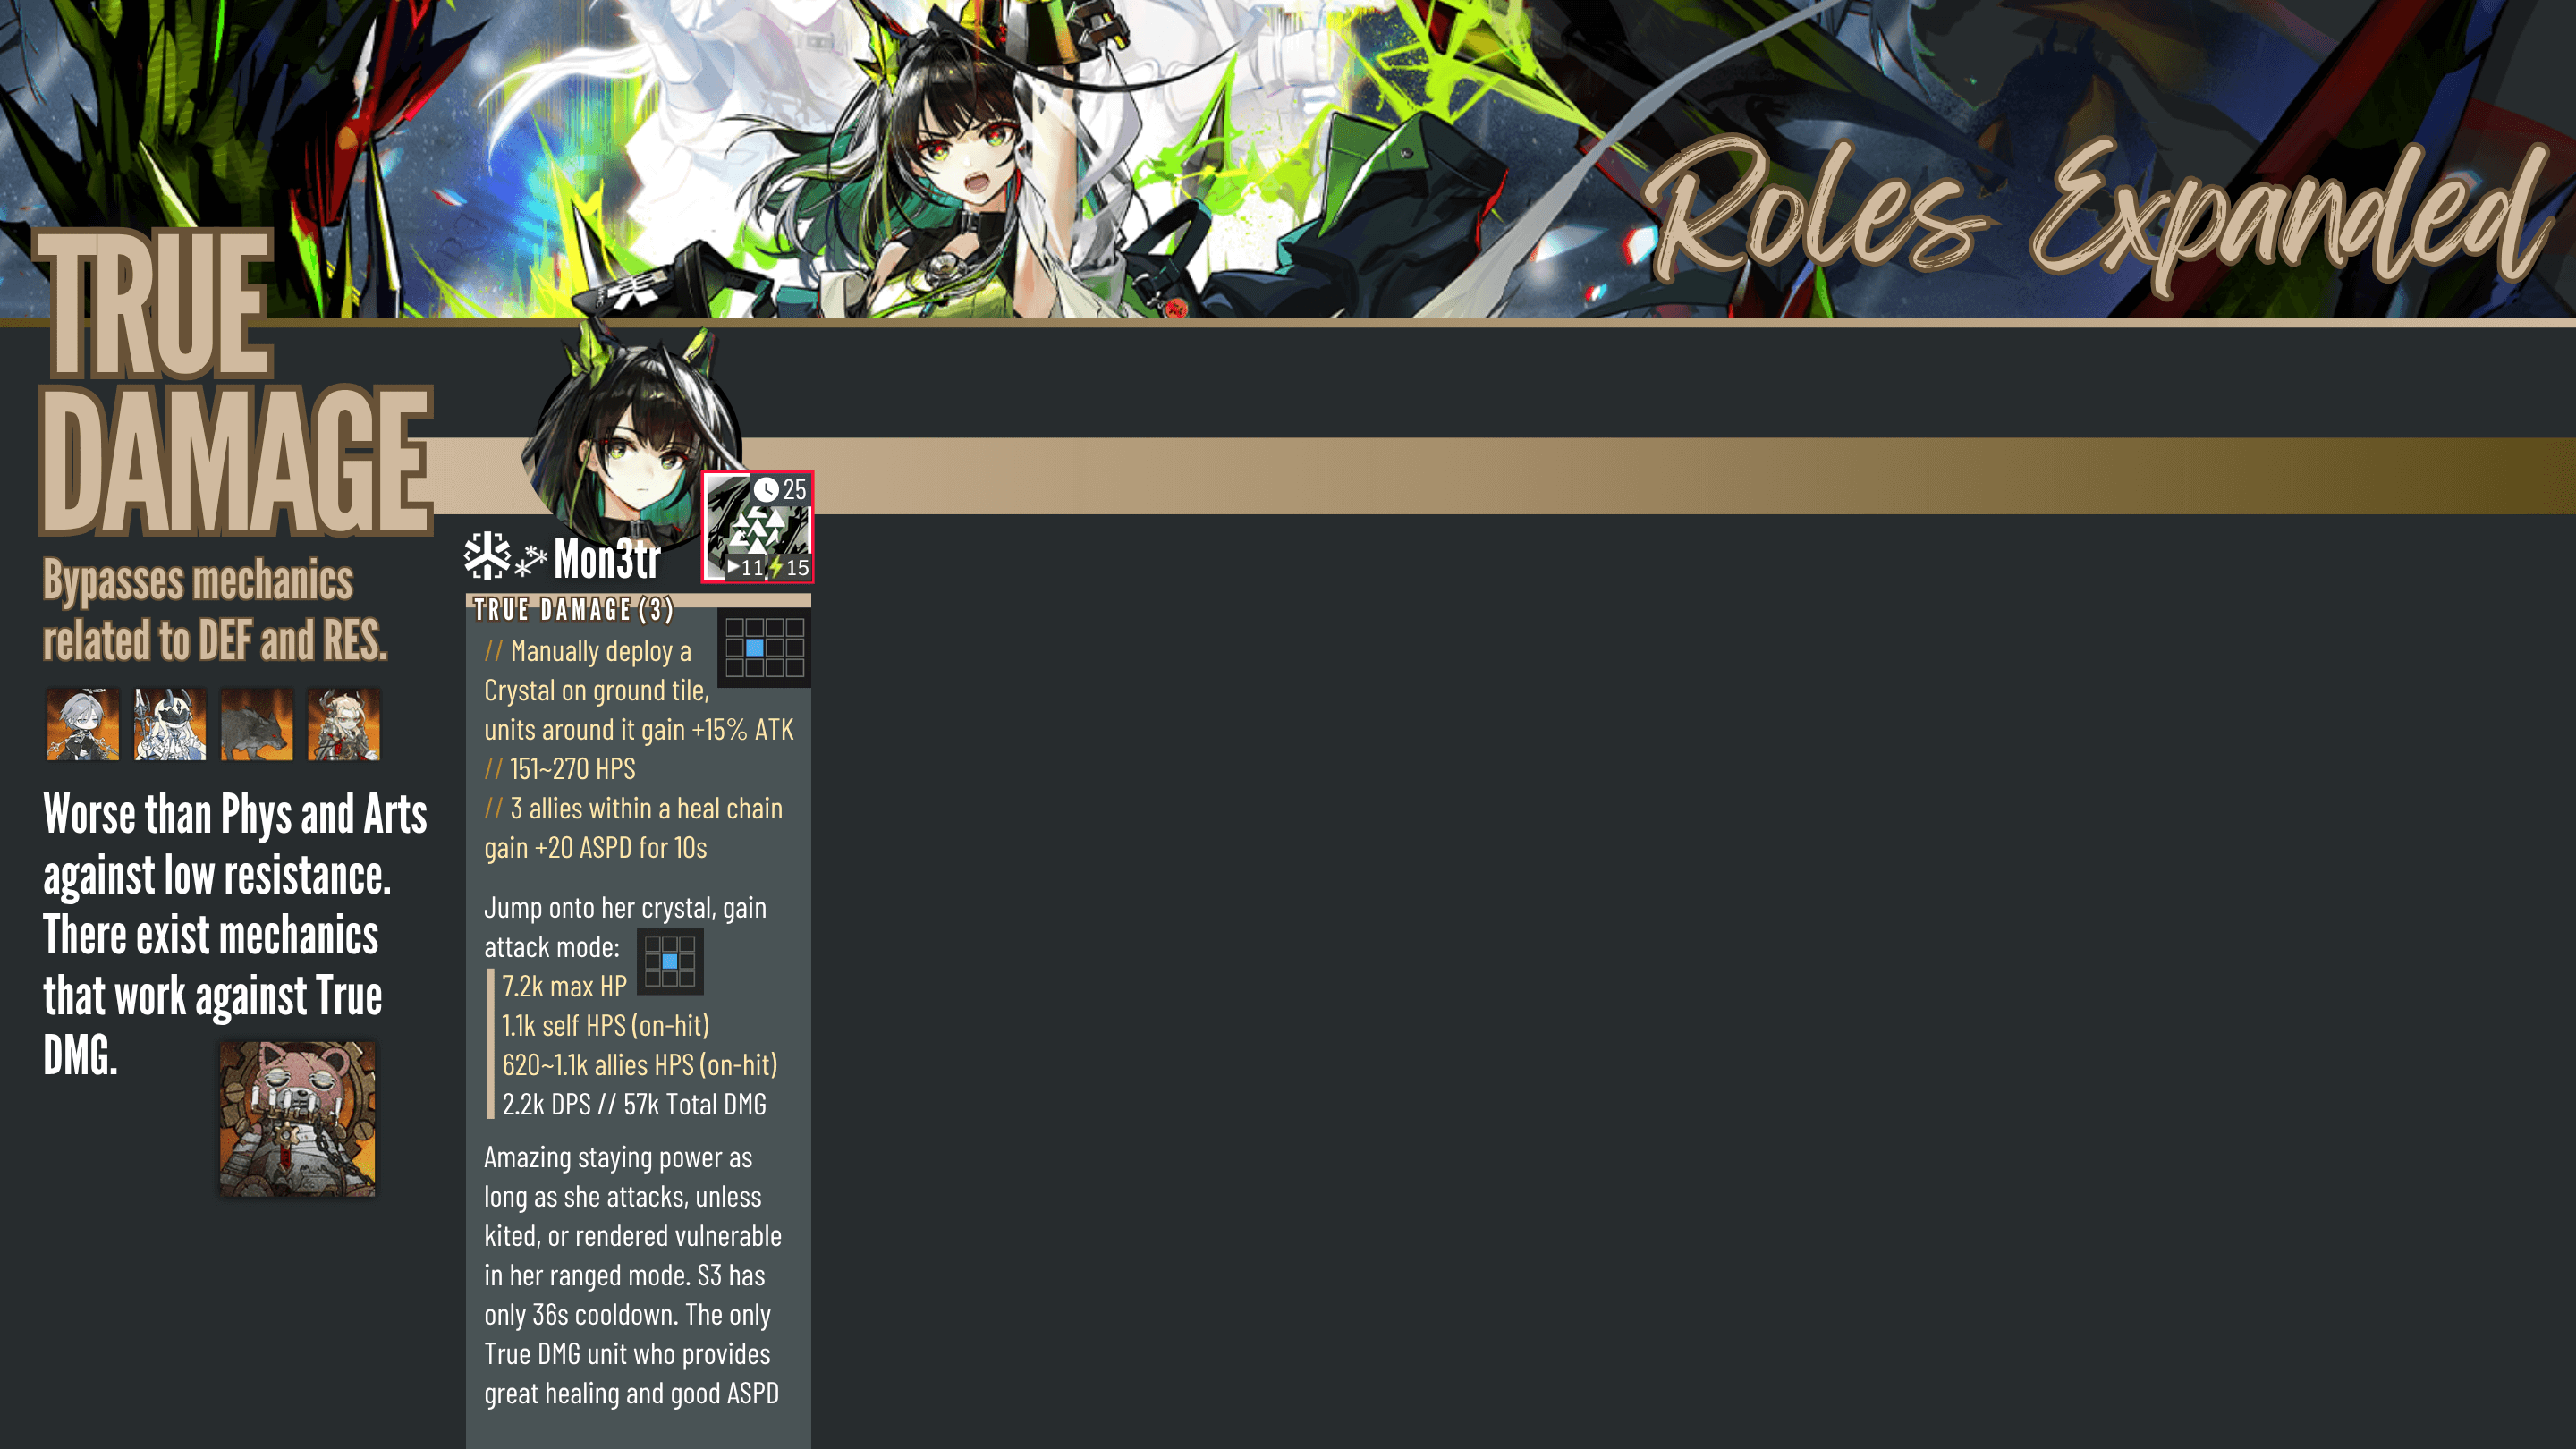 Roles Expanded
TRUE
DAMAGE
Bypasses mechanics
related to DEF and RES.
Worse than Phys and Arts
against low resistance.
There exist mechanics
that work against True
DMG.
25
11 15
Mon3tr
TRUE DAMAGE (3)
// Manually deploy a
Crystal on ground tile,
units around it gain +15% ATK
// 151~270 HPS
// 3 allies within a heal chain
gain +20 ASPD for 10s
Jump onto her crystal, gain
attack mode:
7.2k max HP
1.1k self HPS (on-hit)
620~1.1k allies HPS (on-hit)
2.2k DPS // 57k Total DMG
Amazing staying power as
long as she attacks, unless
kited, or rendered vulnerable
in her ranged mode. S3 has
only 36s cooldown. The only
True DMG unit who provides
great healing and good ASPD